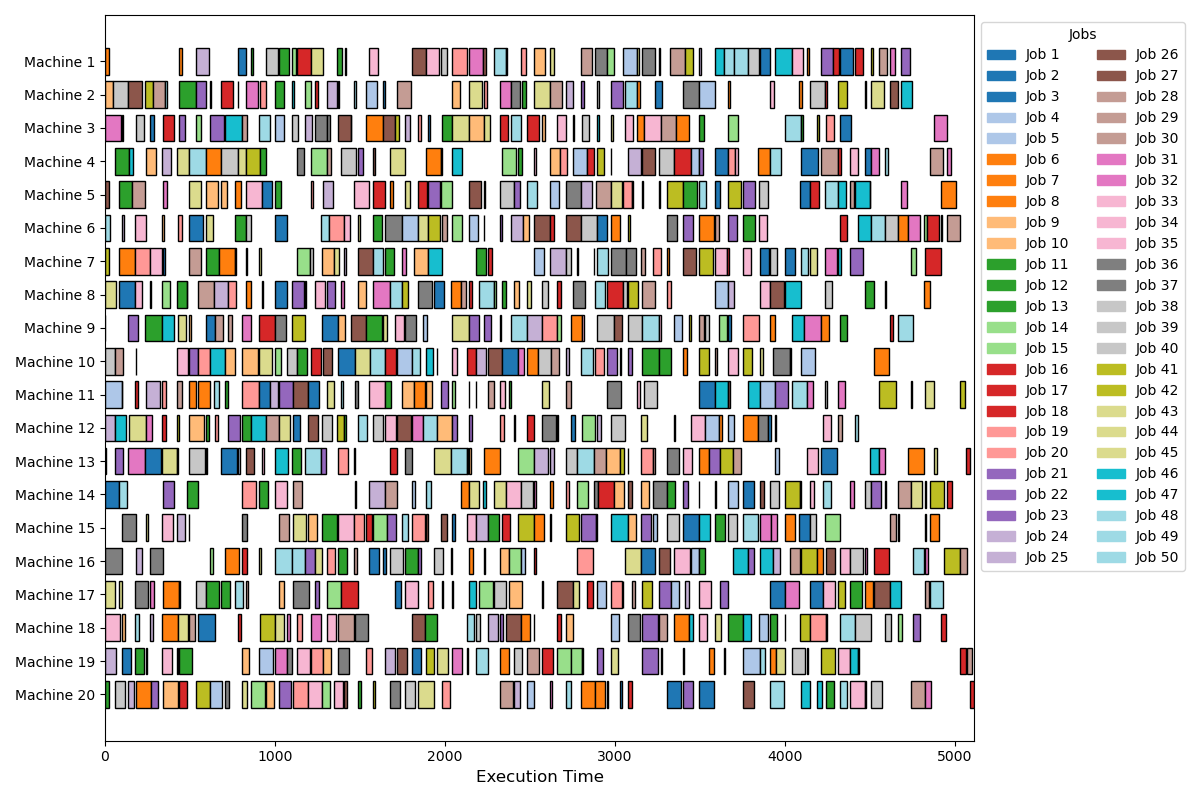 Machine 1
Machine 2
Machine 3
Machine 4
Machine 5
Machine 6
Machine 7
Machine 8
Machine 9
Machine 10
Machine 11
Machine 12
Machine 13
Machine 14
Machine 15
Machine 16
Machine 17
Machine 18
Machine 19
Machine 20
0 1000 2000 3000 4000 5000
Execution Time
Jobs
Job 1
Job 2
Job 3
Job 4
Job 5
Job 6
Job 7
Job 8
Job 9
Job 10
Job 11
Job 12
Job 13
Job 14
Job 15
Job 16
Job 17
Job 18
Job 19
Job 20
Job 21
Job 22
Job 23
Job 24
Job 25
Job 26
Job 27
Job 28
Job 29
Job 30
Job 31
Job 32
Job 33
Job 34
Job 35
Job 36
Job 37
Job 38
Job 39
Job 40
Job 41
Job 42
Job 43
Job 44
Job 45
Job 46
Job 47
Job 48
Job 49
Job 50